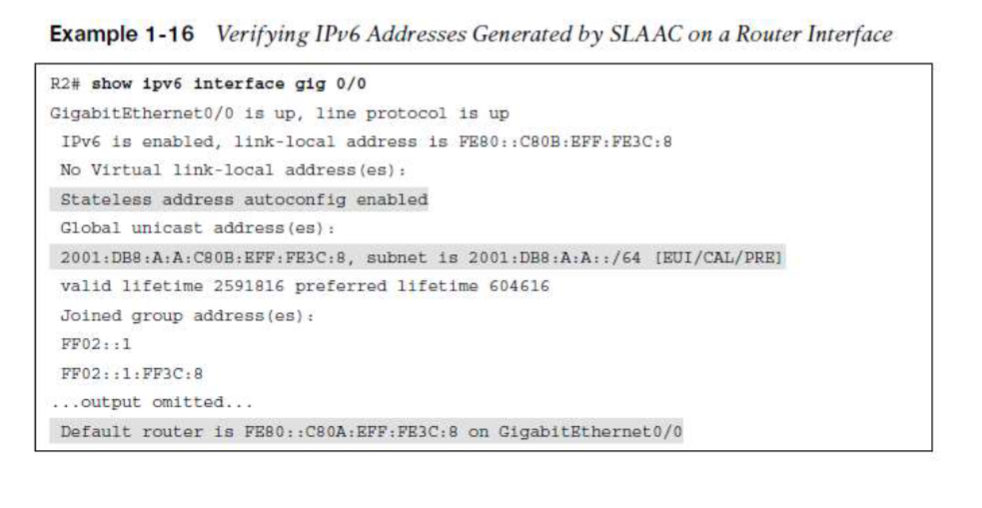 Example 1-16 Verifying IPv6 Addresses Generated by SLAAC on a Router Interface
R2# show ipv6 interface gig 0/0
GigabitEthernet0/0 is up, line protocol is up
IPv6 is enabled, link-local address is FE80::C80B:EFF:FE3C:8
No Virtual link-local address(es):
Stateless address autoconfig enabled
Global unicast address(es):
2001:DB8:A:A:C80B:EFF:FE3C:8, subnet is 2001:DB8:A:A::/64 [EUI/CAL/PRE]
valid lifetime 2591816 preferred lifetime 604616
Joined group address(es):
FF02::1
FF02::1:FF3C:8
...output omitted...
Default router is FE80::C80A:EFF:FE3C:8 on GigabitEthernet0/0